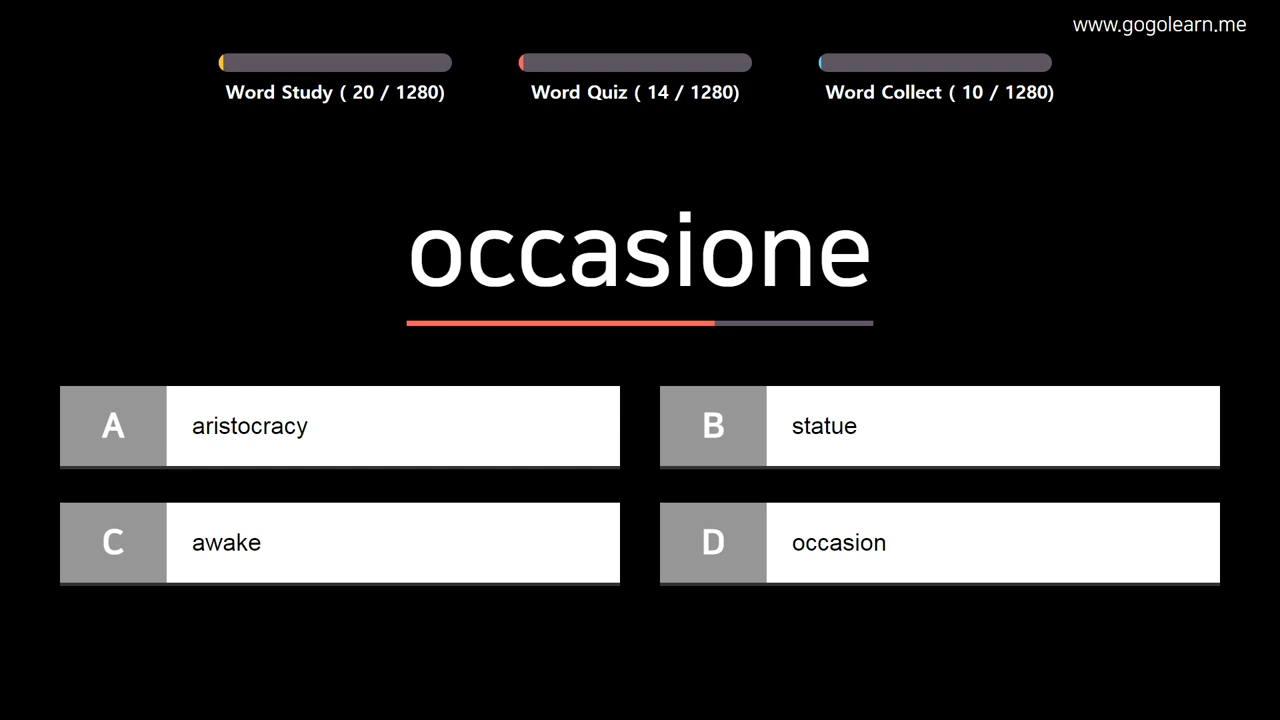 www.gogolearn.me
Word Study ( 20 / 1280)
Word Quiz ( 14 / 1280)
Word Collect ( 10 / 1280)
occasione
A aristocracy
B statue
C awake
D occasion